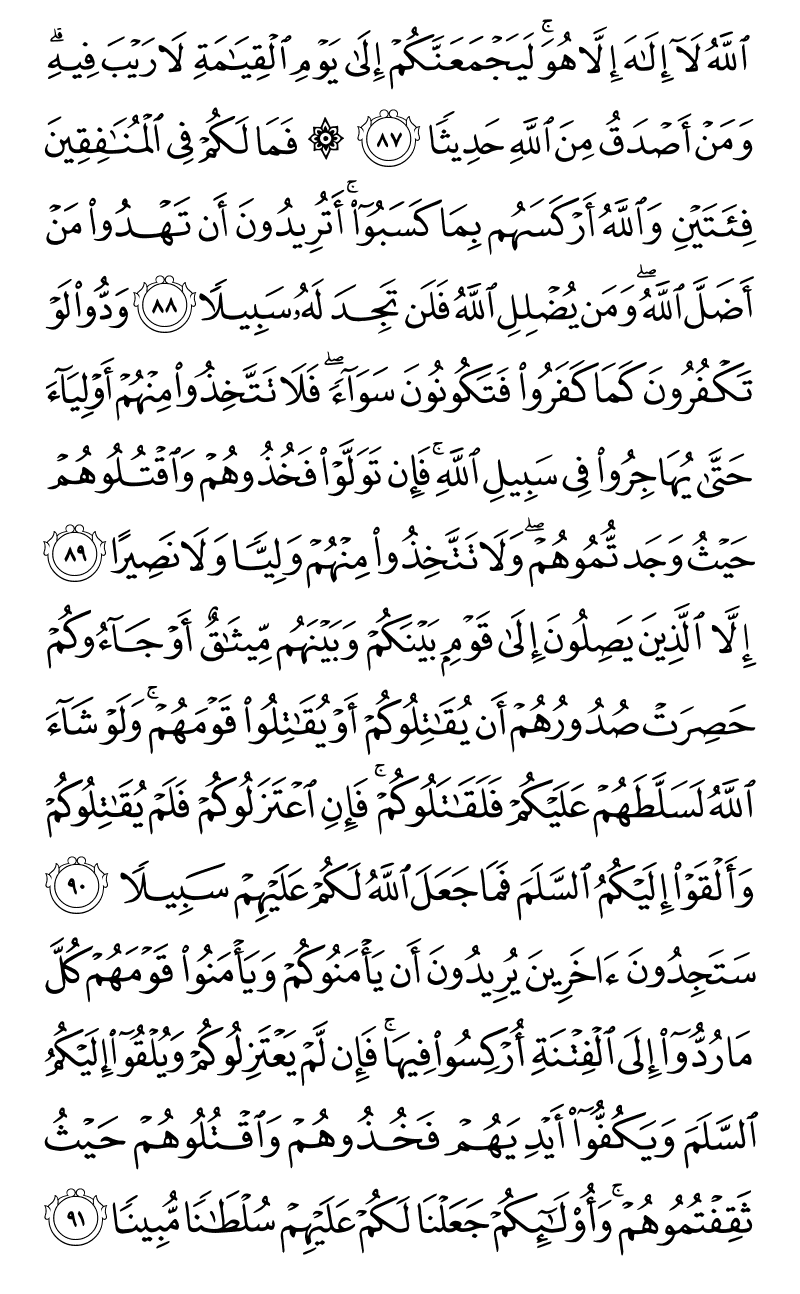 ٱللَّهُ لَآ إِلَٰهَ إِلَّا هُوَۚ لَيَجۡمَعَنَّكُمۡ إِلَىٰ يَوۡمِ ٱلۡقِيَٰمَةِ لَا رَيۡبَ فِيهِۗ
وَمَنۡ أَصۡدَقُ مِنَ ٱللَّهِ حَدِيثٗا ٨٧ ۞ فَمَا لَكُمۡ فِي ٱلۡمُنَٰفِقِينَ
فِئَتَيۡنِ وَٱللَّهُ أَرۡكَسَهُم بِمَا كَسَبُوٓاْۚ أَتُرِيدُونَ أَن تَهۡدُواْ مَنۡ
أَضَلَّ ٱللَّهُۖ وَمَن يُضۡلِلِ ٱللَّهُ فَلَن تَجِدَ لَهُۥ سَبِيلٗا ٨٨ وَدُّواْ لَوۡ
تَكۡفُرُونَ كَمَا كَفَرُواْ فَتَكُونُونَ سَوَآءٗۖ فَلَا تَتَّخِذُواْ مِنۡهُمۡ أَوۡلِيَآءَ
حَتَّىٰ يُهَاجِرُواْ فِي سَبِيلِ ٱللَّهِۚ فَإِن تَوَلَّوۡاْ فَخُذُوهُمۡ وَٱقۡتُلُوهُمۡ
حَيۡثُ وَجَدتُّمُوهُمۡۖ وَلَا تَتَّخِذُواْ مِنۡهُمۡ وَلِيّٗا وَلَا نَصِيرًا ٨٩
إِلَّا ٱلَّذِينَ يَصِلُونَ إِلَىٰ قَوۡمِۭ بَيۡنَكُمۡ وَبَيۡنَهُم مِّيثَٰقٌ أَوۡ جَآءُوكُمۡ
حَصِرَتۡ صُدُورُهُمۡ أَن يُقَٰتِلُوكُمۡ أَوۡ يُقَٰتِلُواْ قَوۡمَهُمۡۚ وَلَوۡ شَآءَ
ٱللَّهُ لَسَلَّطَهُمۡ عَلَيۡكُمۡ فَلَقَٰتَلُوكُمۡۚ فَإِنِ ٱعۡتَزَلُوكُمۡ فَلَمۡ يُقَٰتِلُوكُمۡ
وَأَلۡقَوۡاْ إِلَيۡكُمُ ٱلسَّلَمَ فَمَا جَعَلَ ٱللَّهُ لَكُمۡ عَلَيۡهِمۡ سَبِيلٗا ٩٠
سَتَجِدُونَ ءَاخَرِينَ يُرِيدُونَ أَن يَأۡمَنُوكُمۡ وَيَأۡمَنُواْ قَوۡمَهُمۡ كُلَّ
مَا رُدُّوٓاْ إِلَى ٱلۡفِتۡنَةِ أُرۡكِسُواْ فِيهَاۚ فَإِن لَّمۡ يَعۡتَزِلُوكُمۡ وَيُلۡقُوٓاْ إِلَيۡكُمُ
ٱلسَّلَمَ وَيَكُفُّوٓاْ أَيۡدِيَهُمۡ فَخُذُوهُمۡ وَٱقۡتُلُوهُمۡ حَيۡثُ
ثَقِفۡتُمُوهُمۡۚ وَأُوْلَٰٓئِكُمۡ جَعَلۡنَا لَكُمۡ عَلَيۡهِمۡ سُلۡطَٰنٗا مُّبِينٗا ٩١